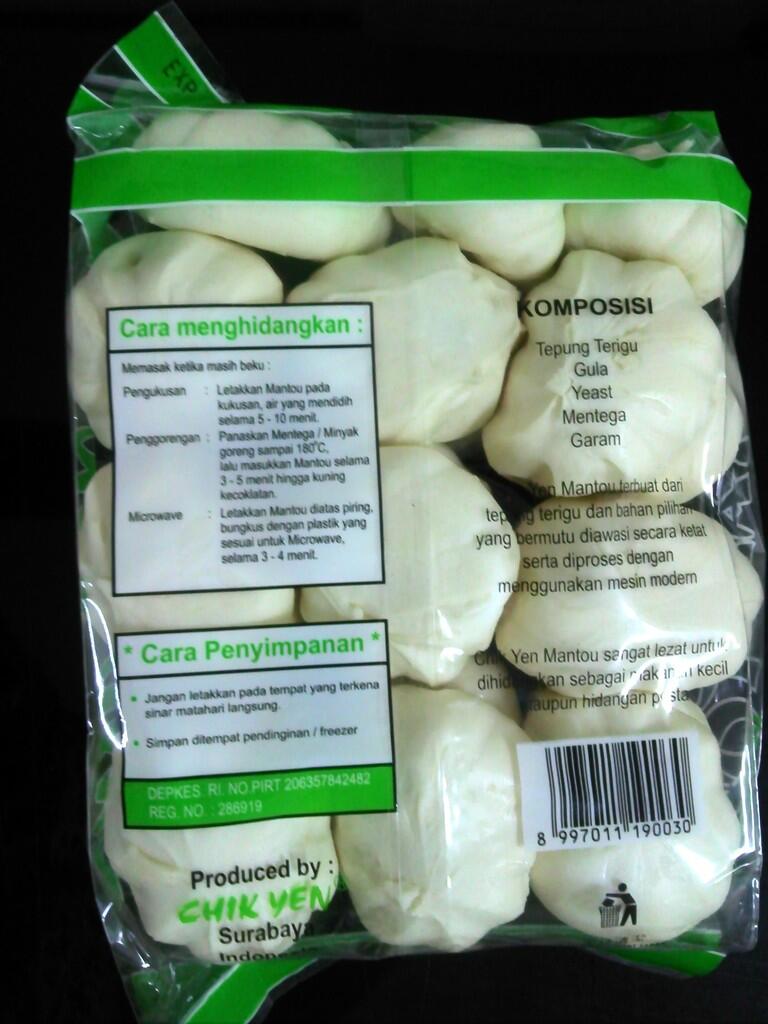 EXP
Cara menghidangkan :
Memasak ketika masih beku :
Pengukusan : Letakkan Mantou pada
kukusan, air yang mendidih
selama 5 - 10 menit.
Penggorengan : Panaskan Mentega / Minyak
goreng sampai 180°C,
lalu masukkan Mantou selama
3 - 5 menit hingga kuning
kecoklatan.
Microwave : Letakkan Mantou diatas piring,
bungkus dengan plastik yang
sesuai untuk Microwave,
selama 3 - 4 menit.
* Cara Penyimpanan *
• Jangan letakkan pada tempat yang terkena
sinar matahari langsung.
• Simpan ditempat pendinginan / freezer
DEPKES. RI. NO.PIRT 206357842482
REG. NO. : 286919
Produced by :
CHIK YEN
Surabaya
Indonesia
KOMPOSISI
Tepung Terigu
Gula
Yeast
Mentega
Garam
Yen Mantou terbuat dari
tepung terigu dan bahan pilihan
yang bermutu diawasi secara ketat
serta diproses dengan
menggunakan mesin modern
Chik Yen Mantou sangat lezat untuk
dihidangkan sebagai makanan kecil
maupun hidangan pesta
8 997011 190030